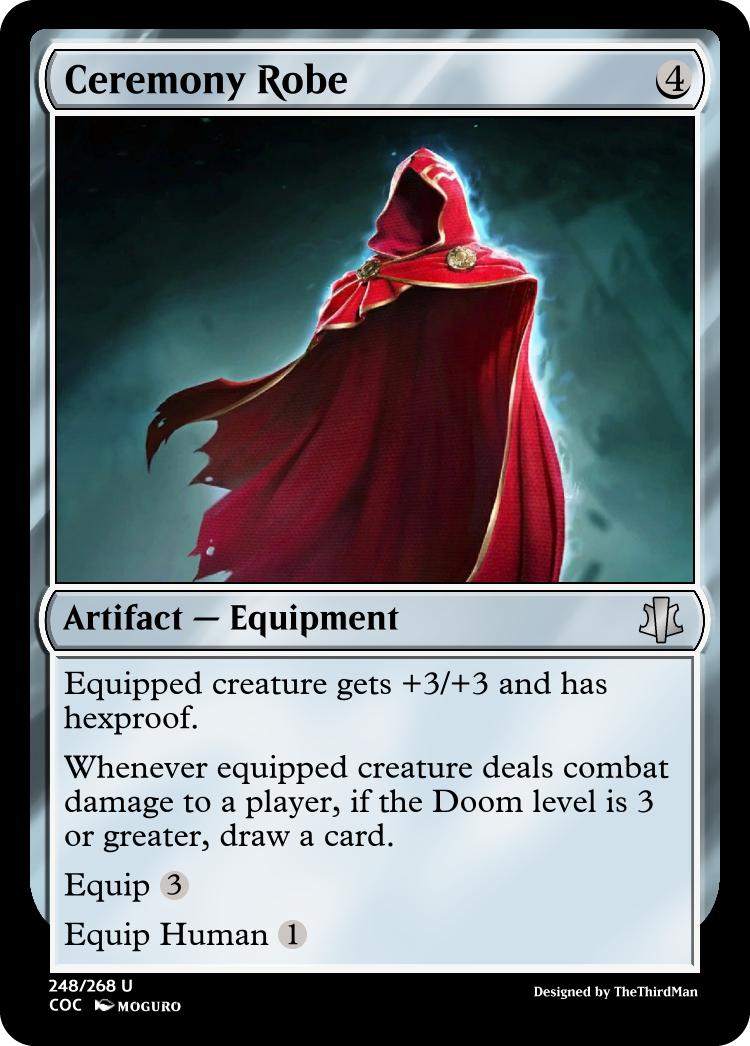 Ceremony Robe 4
Artifact — Equipment
Equipped creature gets +3/+3 and has
hexproof.
Whenever equipped creature deals combat
damage to a player, if the Doom level is 3
or greater, draw a card.
Equip 3
Equip Human 1
248/268 U
COC MOGURO
Designed by TheThirdMan